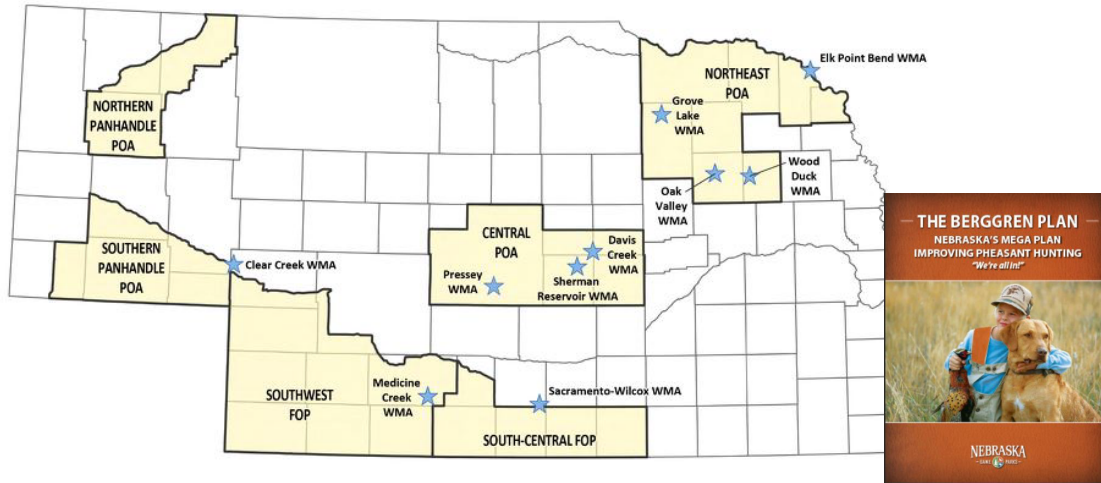 Elk Point Bend WMA
NORTHEAST
POA
Grove
Lake
WMA
NORTHERN
PANHANDLE
POA
Wood
Duck
WMA
Oak
Valley
WMA
THE BERGGREN PLAN
NEBRASKA'S MEGA PLAN
IMPROVING PHEASANT HUNTING
"We're all in!"
CENTRAL
POA
Davis
Creek
WMA
SOUTHERN
PANHANDLE
POA
Clear Creek WMA
Pressey
WMA
Sherman
Reservoir WMA
Medicine
Creek
WMA
SOUTHWEST
FOP
Sacramento-Wilcox WMA
SOUTH-CENTRAL FOP
NEBRASKA
GAME PARKS